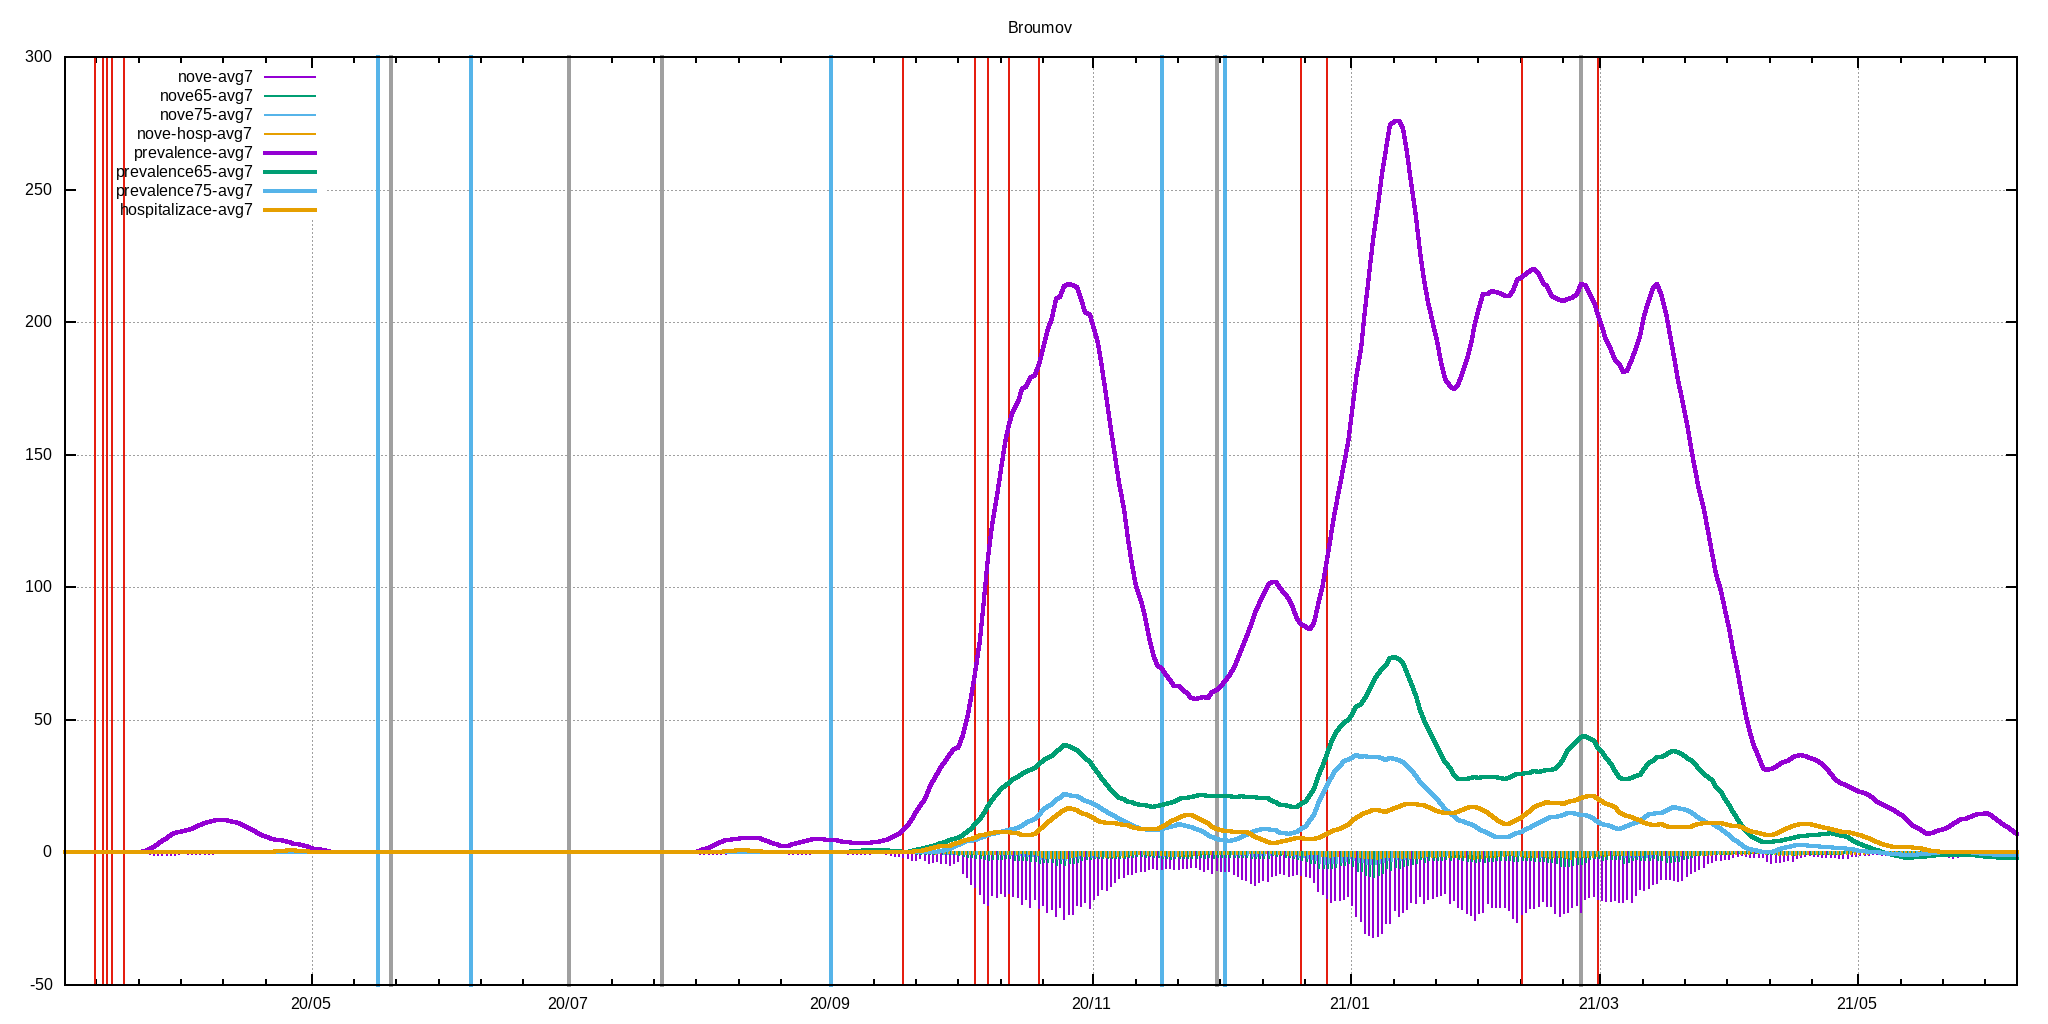 Broumov
300
250
200
150
100
50
0
-50
nove-avg7
nove65-avg7
nove75-avg7
nove-hosp-avg7
prevalence-avg7
prevalence65-avg7
prevalence75-avg7
hospitalizace-avg7
20/05 20/07 20/09 20/11 21/01 21/03 21/05